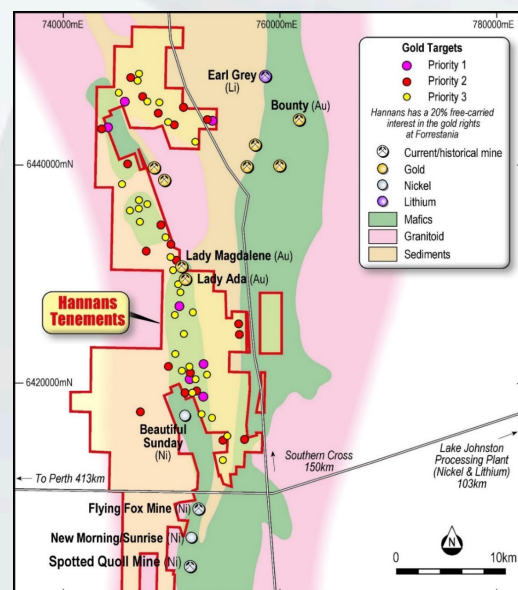 740000mE
760000mE
780000mE
Gold Targets
Priority 1
Priority 2
Priority 3
Hannans has a 20% free-carried
interest in the gold rights
at Forrestania
Current/historical mine
Gold
Nickel
Lithium
Mafics
Granitoid
Sediments
Earl Grey
(Li)
Bounty (Au)
6440000mN
Lady Magdalene (Au)
Lady Ada (Au)
Hannans
Tenements
6420000mN
Beautiful
Sunday
(Ni)
Southern Cross
150km
Lake Johnston
Processing Plant
(Nickel & Lithium)
103km
To Perth 413km
Flying Fox Mine (Ni)
New Morning/Sunrise (Ni)
Spotted Quoll Mine (Ni)
N
0 10km